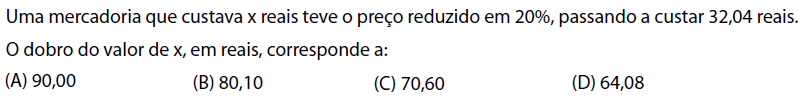 Uma mercadoria que custava x reais teve o preço reduzido em 20%, passando a custar 32,04 reais.
O dobro do valor de x, em reais, corresponde a:
(A) 90,00 (B) 80,10 (C) 70,60 (D) 64,08